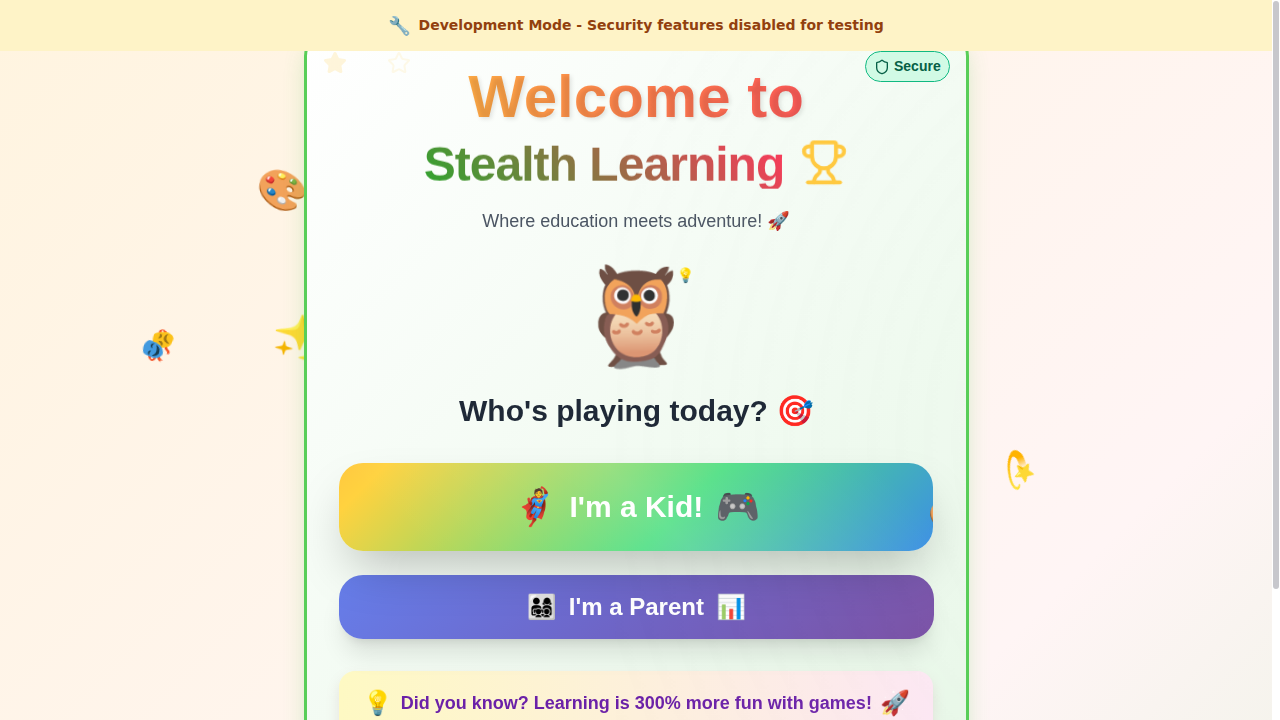 🔧 Development Mode - Security features disabled for testing
Secure
Welcome to
Stealth Learning
Where education meets adventure! 🚀
Who's playing today? 🎯
🦸 I'm a Kid! 🎮
👨‍👩‍👧‍👦 I'm a Parent 📊
💡 Did you know? Learning is 300% more fun with games! 🚀